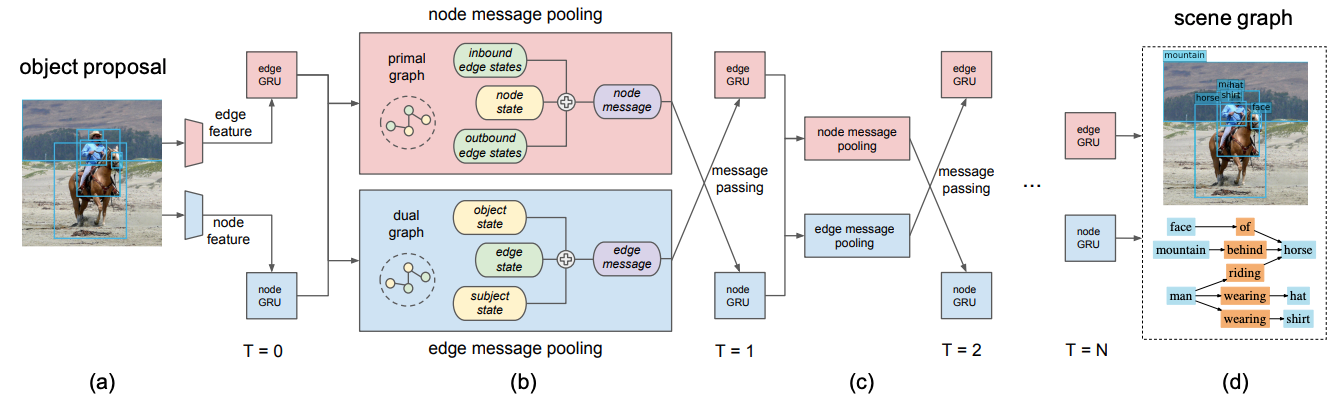 object proposal
edge
feature
node
feature
edge
GRU
node
GRU
T = 0
node message pooling
primal
graph
inbound
edge states
node
state
outbound
edge states
node
message
dual
graph
object
state
edge
state
subject
state
edge
message
edge message pooling
edge
GRU
message
passing
node
GRU
T = 1
node message
pooling
edge message
pooling
edge
GRU
message
passing
node
GRU
T = 2
...
edge
GRU
node
GRU
T = N
scene graph
mountain
hat
shirt
horse
face
face of
mountain behind horse
riding
man wearing hat
wearing shirt
(a)
(b)
(c)
(d)